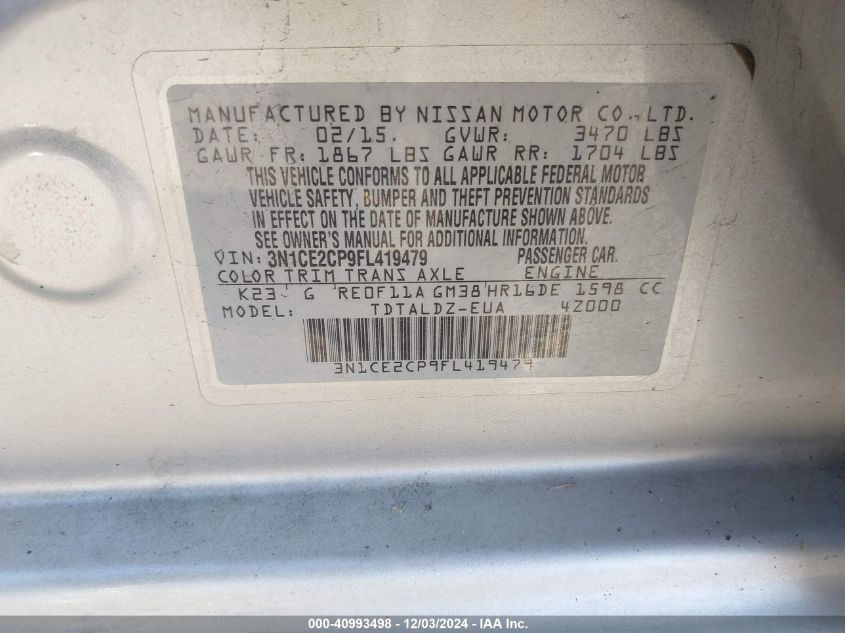 MANUFACTURED BY NISSAN MOTOR CO., LTD.
DATE: 02/15. GVWR: 3470 LBS
GAWR FR: 1867 LBS GAWR RR: 1704 LBS
THIS VEHICLE CONFORMS TO ALL APPLICABLE FEDERAL MOTOR
VEHICLE SAFETY, BUMPER AND THEFT PREVENTION STANDARDS
IN EFFECT ON THE DATE OF MANUFACTURE SHOWN ABOVE.
SEE OWNER'S MANUAL FOR ADDITIONAL INFORMATION.
VIN: 3N1CE2CP9FL419479 PASSENGER CAR.
COLOR TRIM TRANS AXLE ENGINE
K23 G RE0F11A GM38 HR16DE 1598 CC
MODEL: TDTALDZ-EUA 4Z000
3N1CE2CP9FL419479
000-40993498 - 12/03/2024 - IAA Inc.